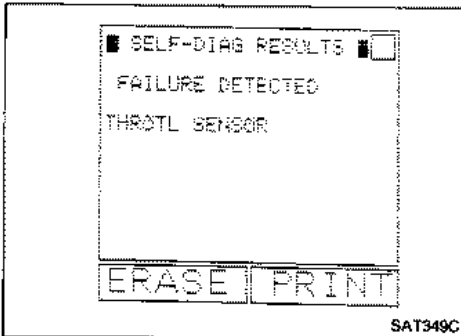 SELF-DIAG RESULTS
FAILURE DETECTED
THROTL SENSOR
ERASE PRINT
SAT349C